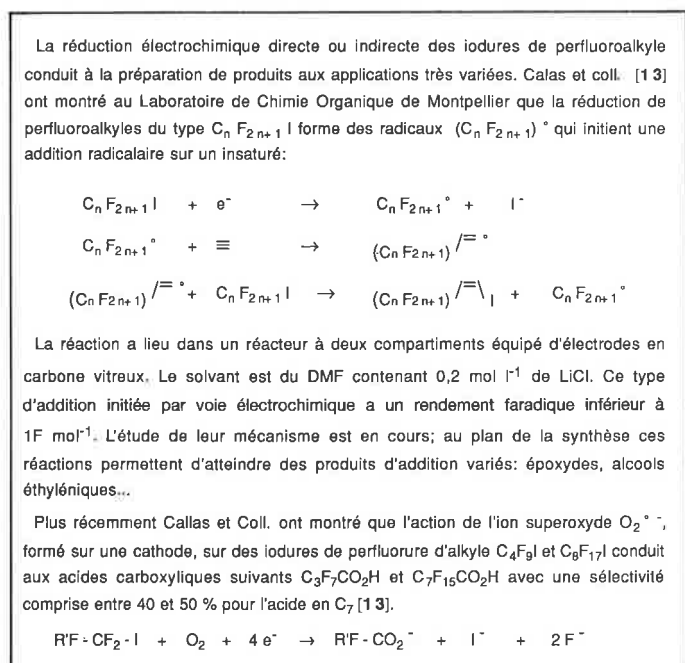 La réduction électrochimique directe ou indirecte des iodures de perfluoroalkyle
conduit à la préparation de produits aux applications très variées. Calas et coll. [1 3]
ont montré au Laboratoire de Chimie Organique de Montpellier que la réduction de
perfluoroalkyles du type CnF2n+1 I forme des radicaux (CnF2n+1)° qui initient une
addition radicalaire sur un insaturé:
CnF2n+1 I + e- → CnF2n+1° + I-
CnF2n+1° + ≡ → (CnF2n+1) /=°
(CnF2n+1) /=° + CnF2n+1 I → (CnF2n+1) /=\ I + CnF2n+1°
La réaction a lieu dans un réacteur à deux compartiments équipé d'électrodes en
carbone vitreux. Le solvant est du DMF contenant 0,2 mol l-1 de LiCl. Ce type
d'addition initiée par voie électrochimique a un rendement faradique inférieur à
1F mol-1. L'étude de leur mécanisme est en cours; au plan de la synthèse ces
réactions permettent d'atteindre des produits d'addition variés: époxydes, alcools
éthyléniques...
Plus récemment Callas et Coll. ont montré que l'action de l'ion superoxyde O2°-,
formé sur une cathode, sur des iodures de perfluorure d'alkyle C4F9I et C8F17I conduit
aux acides carboxyliques suivants C3F7CO2H et C7F15CO2H avec une sélectivité
comprise entre 40 et 50 % pour l'acide en C7 [1 3].
R'F - CF2 - I + O2 + 4 e- → R'F - CO2- + I- + 2 F-